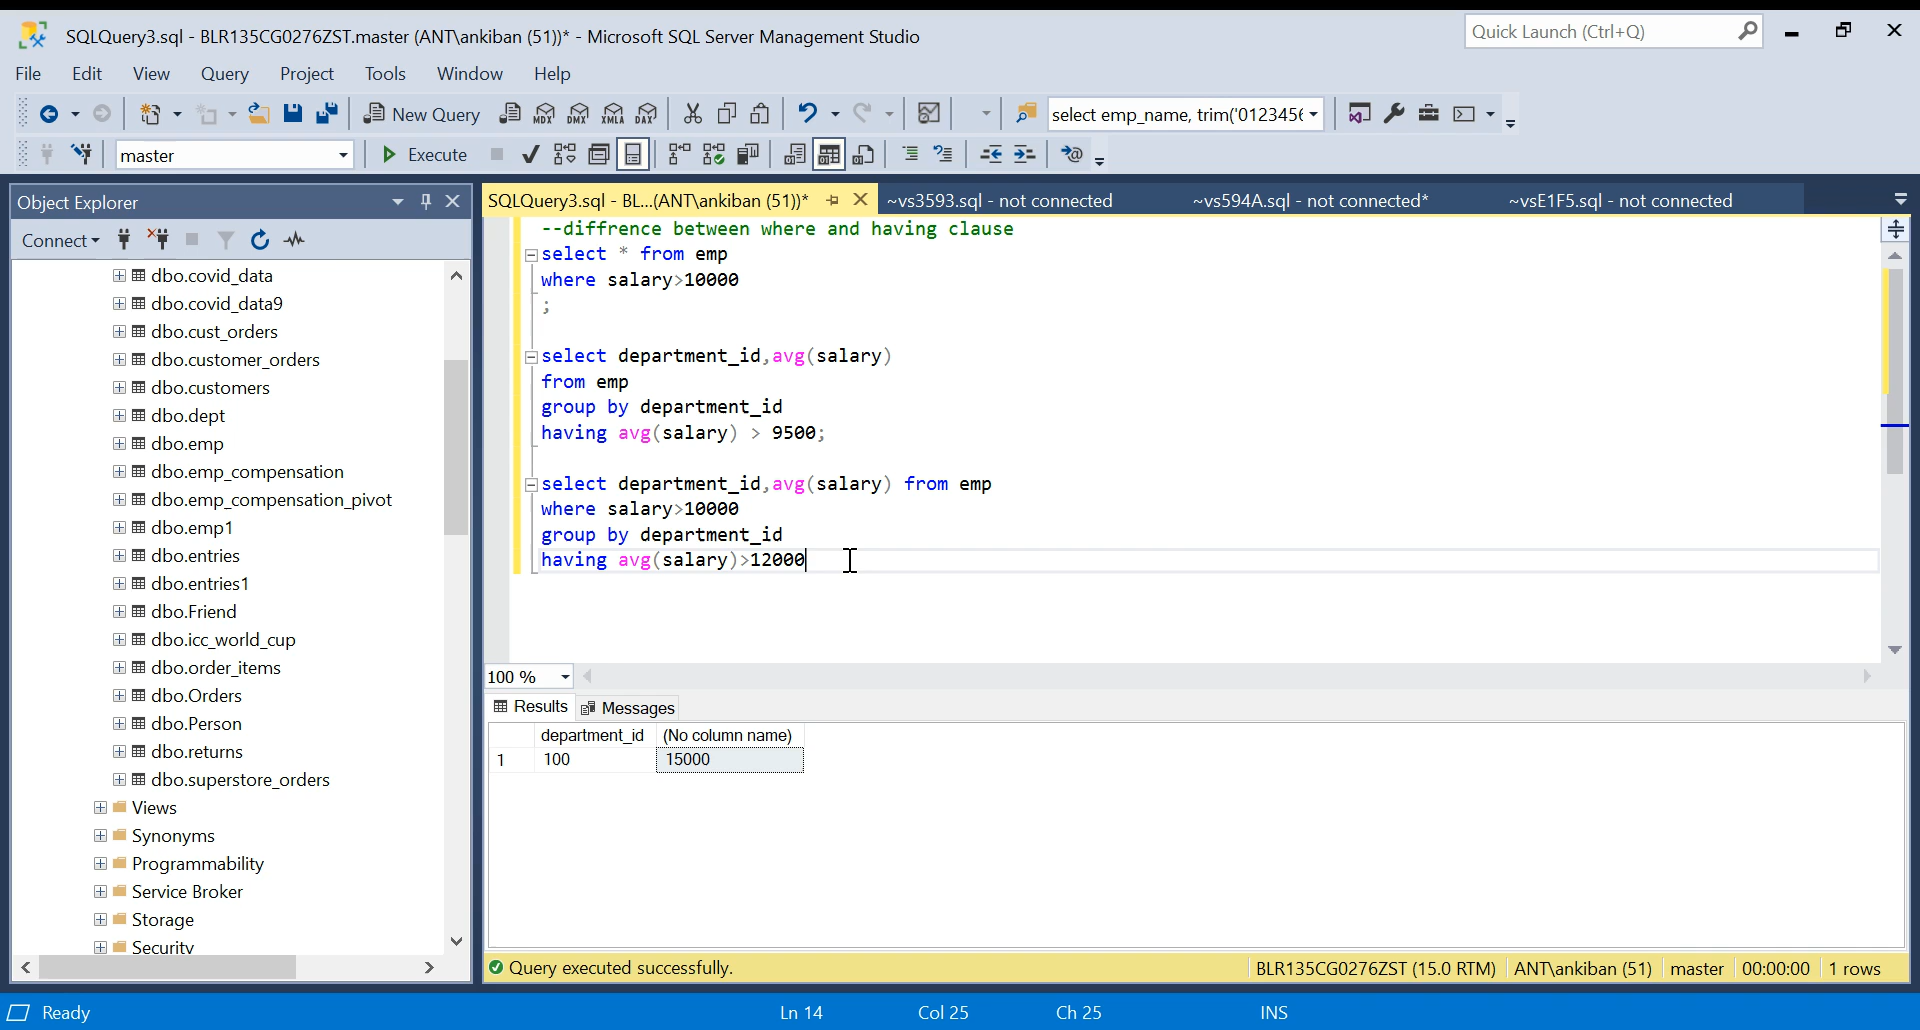 SQLQuery3.sql - BLR135CG0276ZST.master (ANT\ankiban (51))* - Microsoft SQL Server Management Studio
Quick Launch (Ctrl+Q)
File Edit View Query Project Tools Window Help
New Query MDX DMX XMLA DAX select emp_name, trim('0123456
master Execute
Object Explorer
SQLQuery3.sql - BL...(ANT\ankiban (51))* ~vs3593.sql - not connected ~vs594A.sql - not connected* ~vsE1F5.sql - not connected
Connect
dbo.covid_data
dbo.covid_data9
dbo.cust_orders
dbo.customer_orders
dbo.customers
dbo.dept
dbo.emp
dbo.emp_compensation
dbo.emp_compensation_pivot
dbo.emp1
dbo.entries
dbo.entries1
dbo.Friend
dbo.icc_world_cup
dbo.order_items
dbo.Orders
dbo.Person
dbo.returns
dbo.superstore_orders
Views
Synonyms
Programmability
Service Broker
Storage
Security
--diffrence between where and having clause
select * from emp
where salary>10000
;
select department_id,avg(salary)
from emp
group by department_id
having avg(salary) > 9500;
select department_id,avg(salary) from emp
where salary>10000
group by department_id
having avg(salary)>12000
100 %
Results Messages
department_id (No column name)
1 100 15000
Query executed successfully. BLR135CG0276ZST (15.0 RTM) ANT\ankiban (51) master 00:00:00 1 rows
Ready Ln 14 Col 25 Ch 25 INS